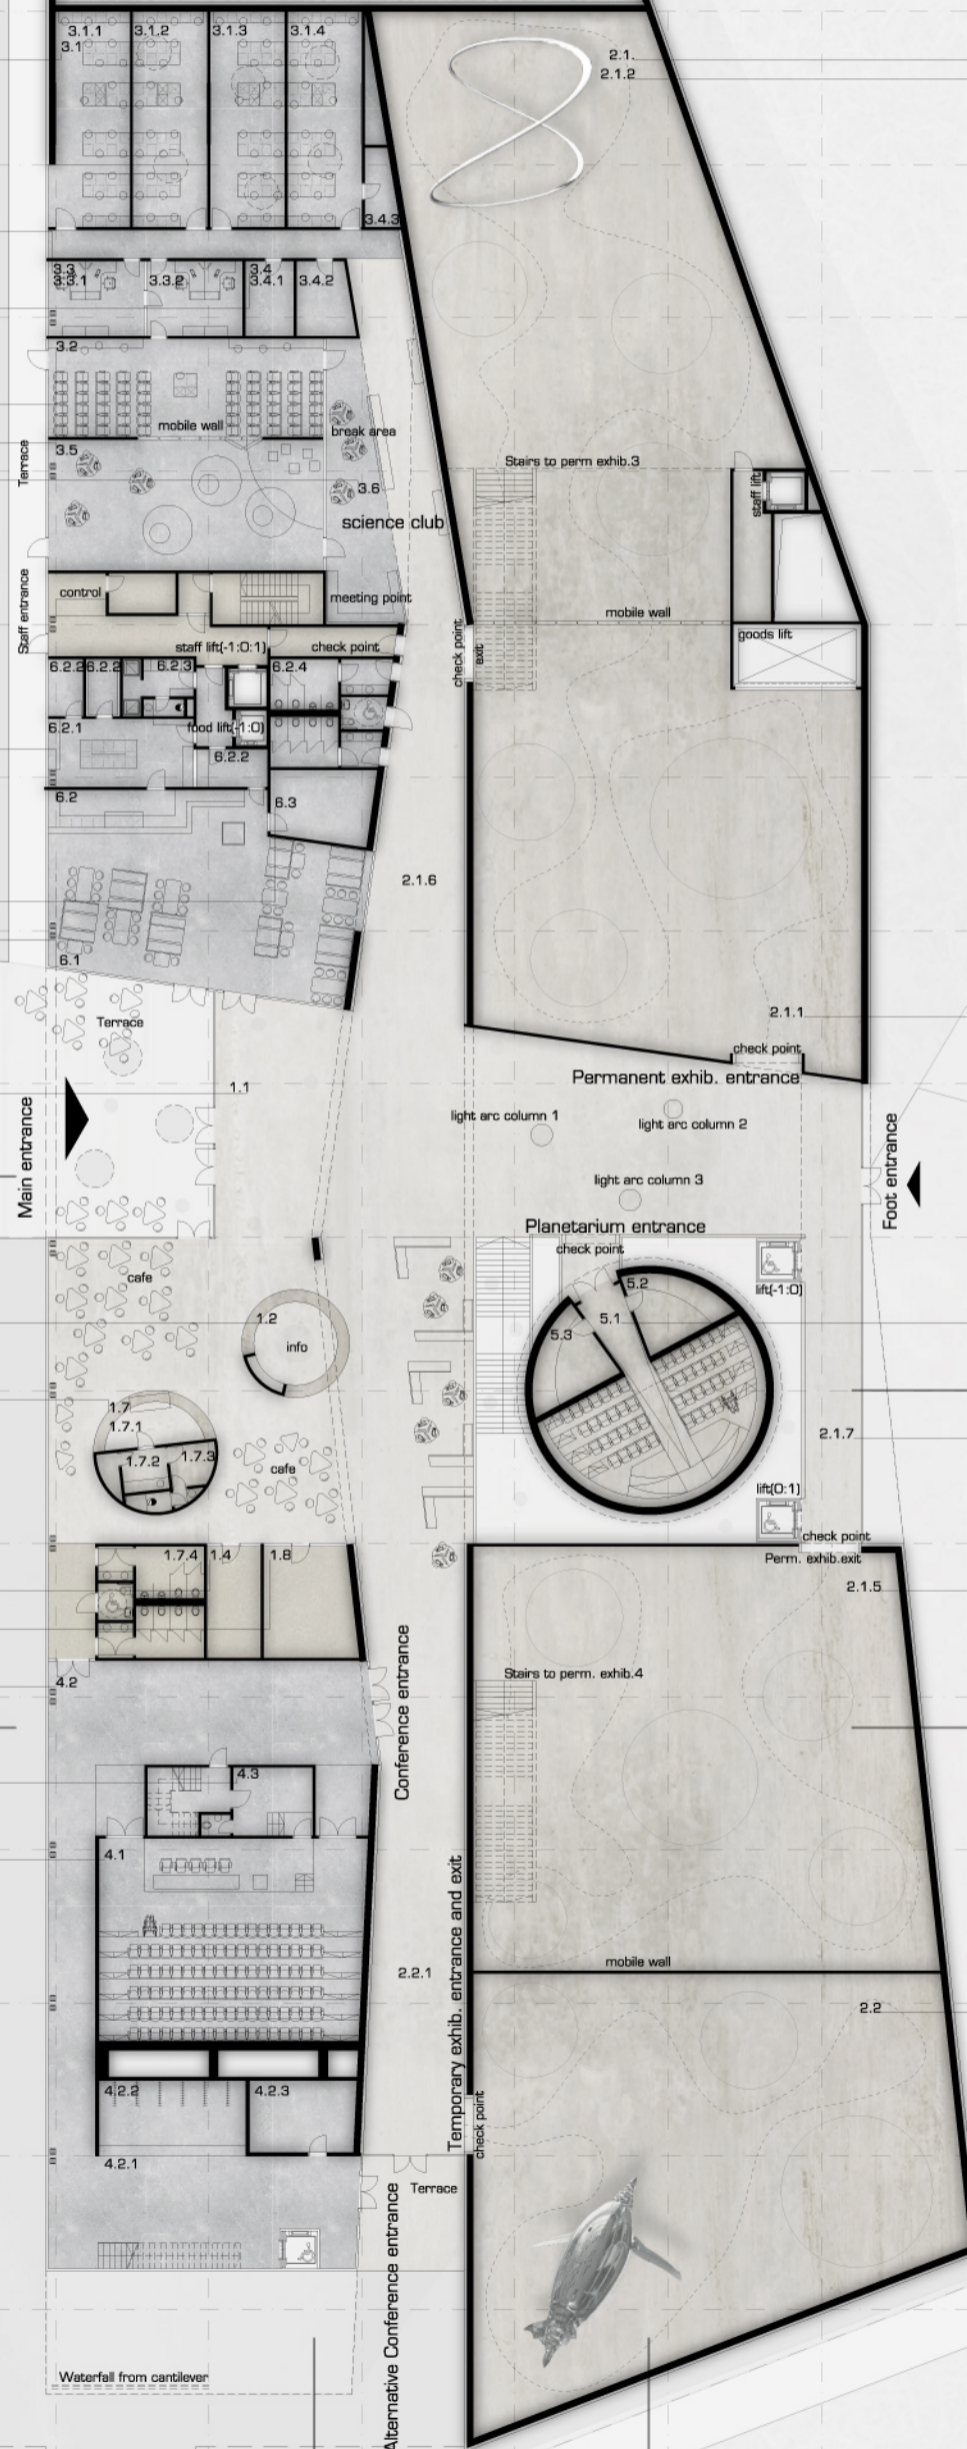 3.1.1
3.1.2
3.1.3
3.1.4
3.1
2.1.
2.1.2
3.4.3
3.3
3.3.1
3.3.2
3.4
3.4.1
3.4.2
3.2
mobile wall
break area
3.5
Terrace
3.6
science club
Stairs to perm exhib.3
staff lift
control
meeting point
Staff entrance
mobile wall
staff lift(-1:0:1)
check point
check point
exit
goods lift
6.2.2
6.2.2
6.2.3
6.2.4
6.2.1
food lift(-1:0)
6.2.2
6.2
6.3
2.1.6
6.1
Terrace
2.1.1
check point
Permanent exhib. entrance
1.1
Main entrance
light arc column 1
light arc column 2
light arc column 3
Foot entrance
Planetarium entrance
check point
cafe
lift(-1:0)
5.2
5.1
5.3
1.2
info
1.7
1.7.1
1.7.2
1.7.3
cafe
2.1.7
lift(0:1)
check point
Perm. exhib.exit
1.7.4
1.4
1.8
2.1.5
4.2
Conference entrance
Stairs to perm. exhib.4
4.3
4.1
Temporary exhib. entrance and exit
2.2.1
mobile wall
2.2
4.2.2
4.2.3
check point
4.2.1
Terrace
Alternative Conference entrance
Waterfall from cantilever